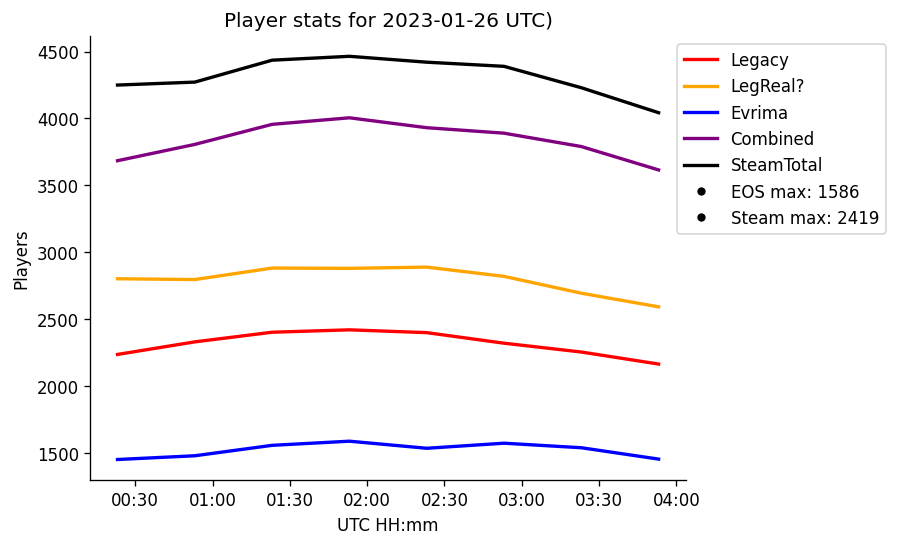 Player stats for 2023-01-26 UTC)
4500
4000
3500
3000
2500
2000
1500
Players
00:30 01:00 01:30 02:00 02:30 03:00 03:30 04:00
UTC HH:mm
Legacy
LegReal?
Evrima
Combined
SteamTotal
EOS max: 1586
Steam max: 2419